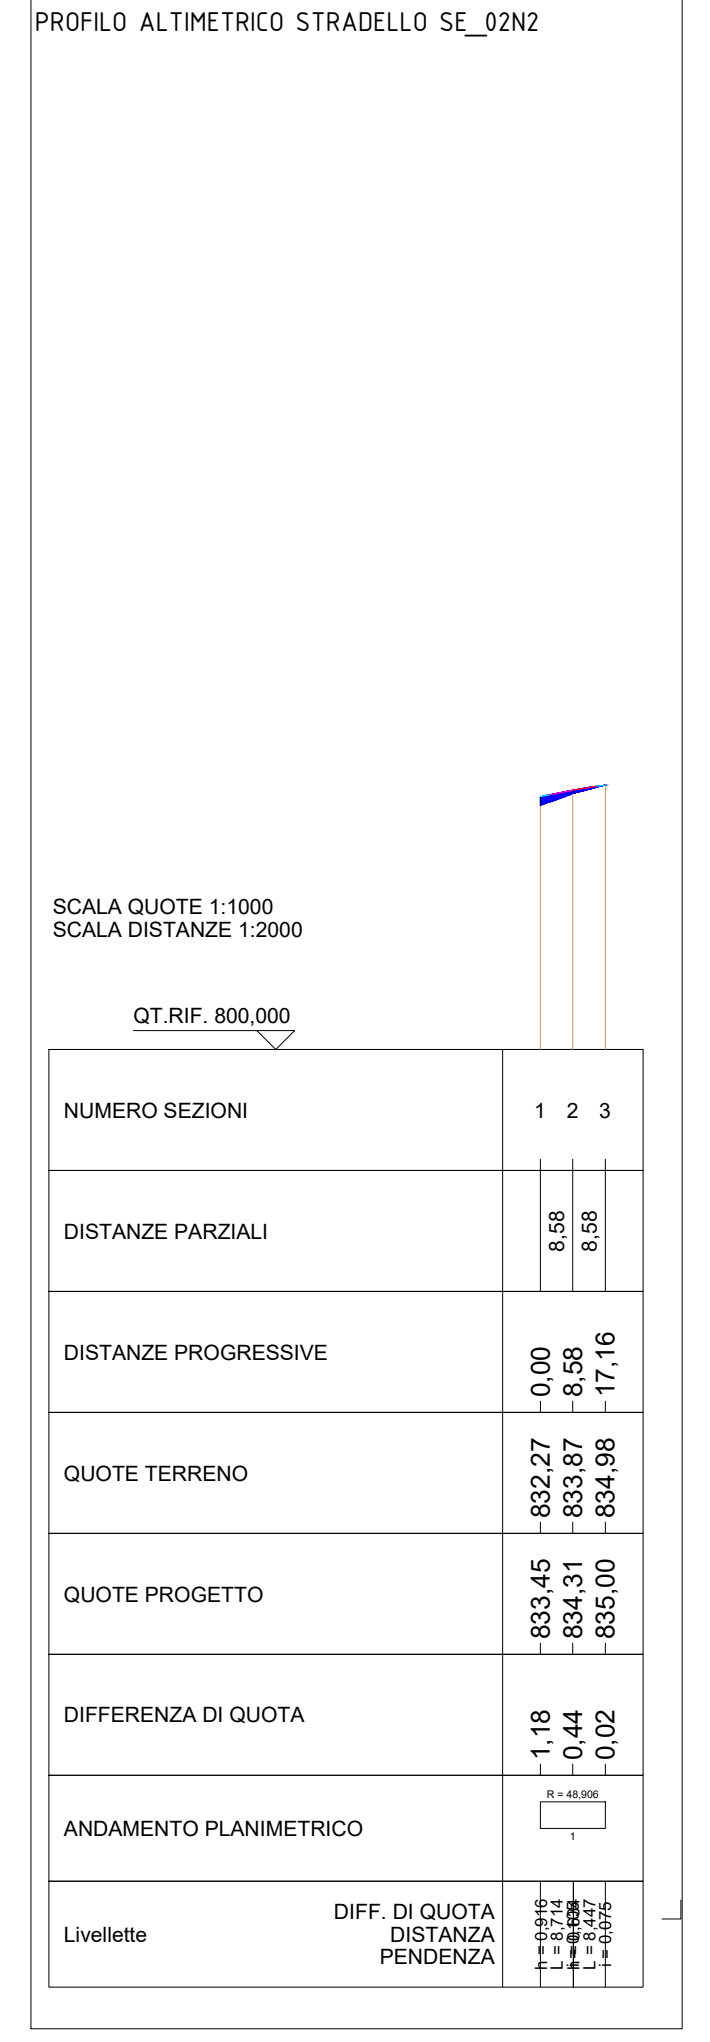 PROFILO ALTIMETRICO STRADELLO SE_02N2
SCALA QUOTE 1:1000
SCALA DISTANZE 1:2000
QT.RIF. 800,000
NUMERO SEZIONI 1 2 3
DISTANZE PARZIALI 8,58 8,58
DISTANZE PROGRESSIVE 0,00 8,58 17,16
QUOTE TERRENO 832,27 833,87 834,98
QUOTE PROGETTO 833,45 834,31 835,00
DIFFERENZA DI QUOTA 1,18 0,44 0,02
ANDAMENTO PLANIMETRICO
R = 48,906
1
Livellette
DIFF. DI QUOTA
DISTANZA
PENDENZA
h = 0,916
L = 8,714
L = 8,447
i = 0,075